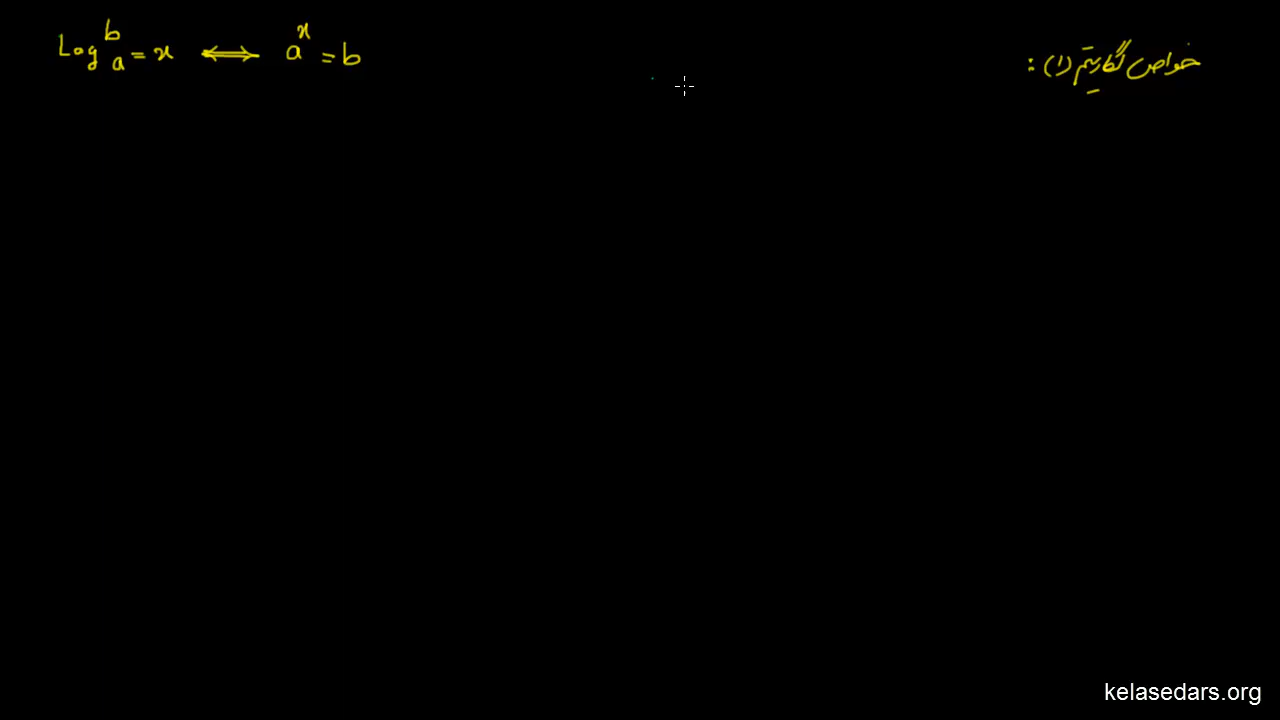 خواص لگاریتم (۱) :
Log_a^b = x ⟺ a^x = b
kelasedars.org